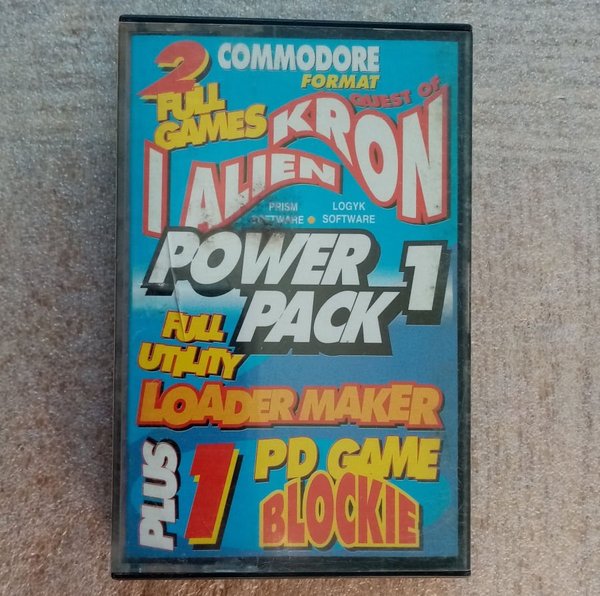 2 FULL GAMES
COMMODORE
FORMAT
QUEST OF
KRON
I ALIEN
PRISM SOFTWARE
LOGYK SOFTWARE
POWER PACK 1
FULL UTILITY
LOADER MAKER
PLUS 1
PD GAME
BLOCKIE